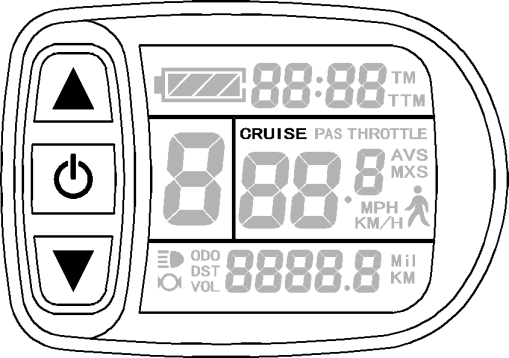 88:88 TM
TTM
CRUISE PAS THROTTLE
8 88.8 AVS
MXS
MPH
KM/H
ODO
DST
VOL
8888.8 Mil
KM